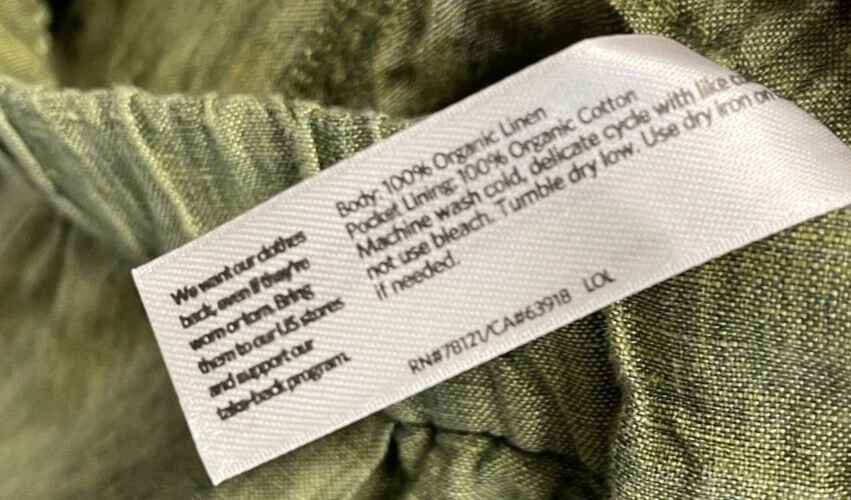 We want our clothes
back, even if they're
worn or torn. Bring
them to our US stores
and support our
take-back program.
Body: 100% Organic Linen
Pocket Lining: 100% Organic Cotton
Machine wash cold, delicate cycle with like
not use bleach. Tumble dry low. Use dry iron on
if needed.
RN#78121/CA#63918 LOL